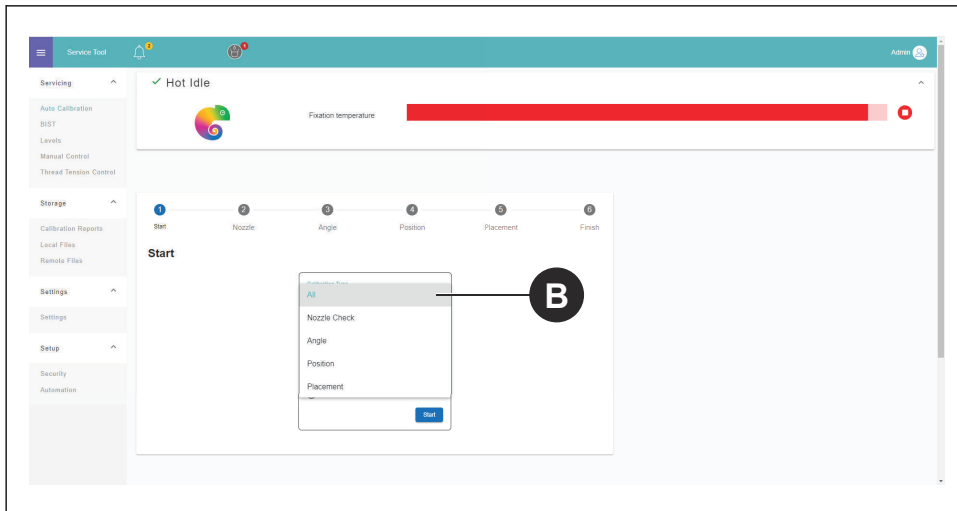 Service Tool
Admin
Servicing
Auto Calibration
BIST
Levels
Manual Control
Thread Tension Control
Storage
Calibration Reports
Local Files
Remote Files
Settings
Settings
Setup
Security
Automation
Hot Idle
Fixation temperature
1 2 3 4 5 6
Start Nozzle Angle Position Placement Finish
Start
Calibration Type
All
Nozzle Check
Angle
Position
Placement
Start
B